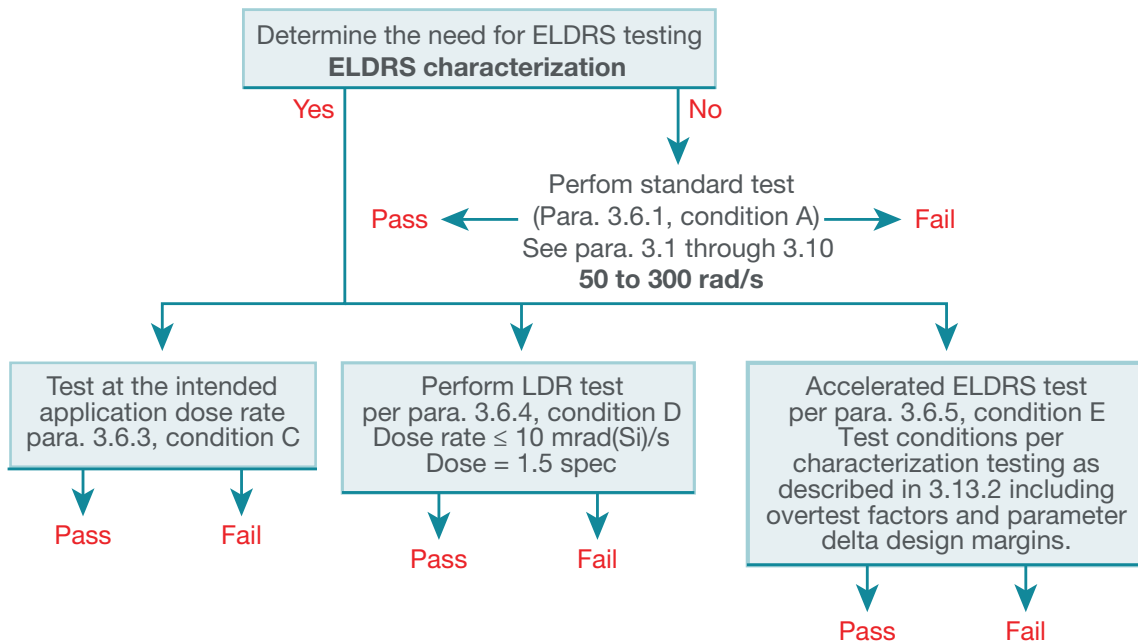 Determine the need for ELDRS testing
ELDRS characterization
Yes
No
Perfom standard test
(Para. 3.6.1, condition A)
See para. 3.1 through 3.10
50 to 300 rad/s
Pass
Fail
Test at the intended
application dose rate
para. 3.6.3, condition C
Pass
Fail
Perform LDR test
per para. 3.6.4, condition D
Dose rate ≤ 10 mrad(Si)/s
Dose = 1.5 spec
Pass
Fail
Accelerated ELDRS test
per para. 3.6.5, condition E
Test conditions per
characterization testing as
described in 3.13.2 including
overtest factors and parameter
delta design margins.
Pass
Fail